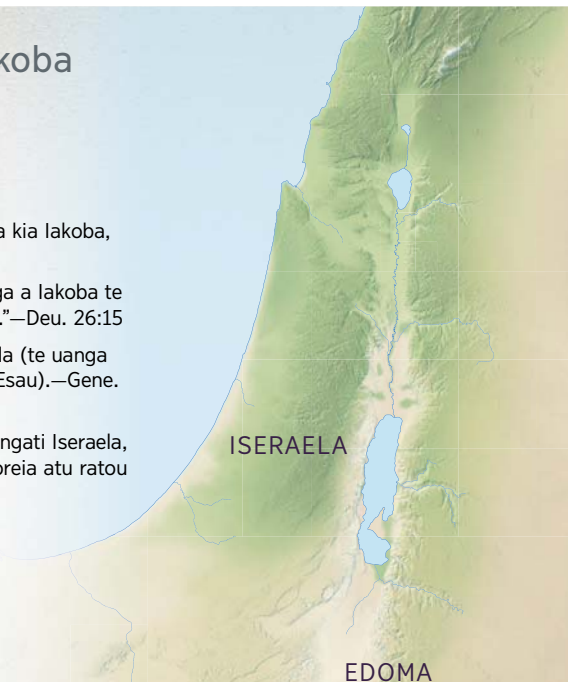 koba
a kia Iakoba,
ga a Iakoba te
.”—Deu. 26:15
la (te uanga
Esau).—Gene.
ngati Iseraela,
oreia atu ratou
ISERAELA
EDOMA